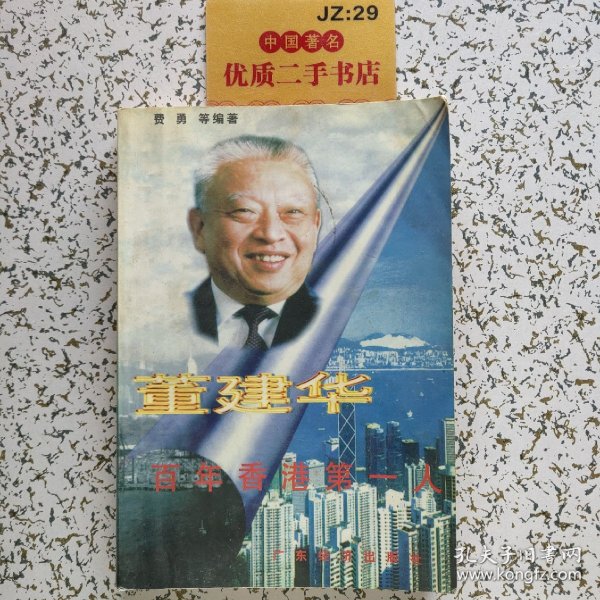 JZ:29
中国著名
优质二手书店
费 勇 等编著
董建华
百年香港第一人
广东经济出版社
孔夫子旧书网
www.kongfz.com